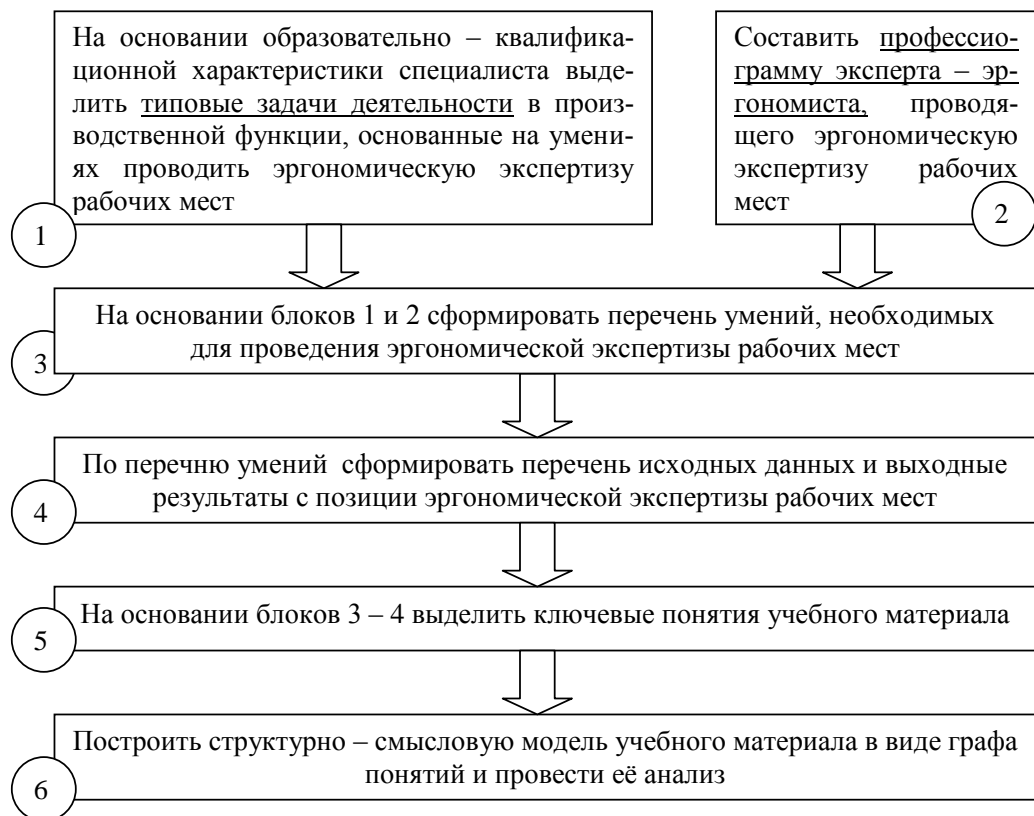 На основании образовательно – квалифика-
ционной характеристики специалиста выде-
лить типовые задачи деятельности в произ-
водственной функции, основанные на умени-
ях проводить эргономическую экспертизу
рабочих мест
1
Составить профессио-
грамму эксперта – эр-
гономиста, проводя-
щего эргономическую
экспертизу рабочих
мест
2
На основании блоков 1 и 2 сформировать перечень умений, необходимых
для проведения эргономической экспертизы рабочих мест
3
По перечню умений сформировать перечень исходных данных и выходные
результаты с позиции эргономической экспертизы рабочих мест
4
На основании блоков 3 – 4 выделить ключевые понятия учебного материала
5
Построить структурно – смысловую модель учебного материала в виде графа
понятий и провести её анализ
6